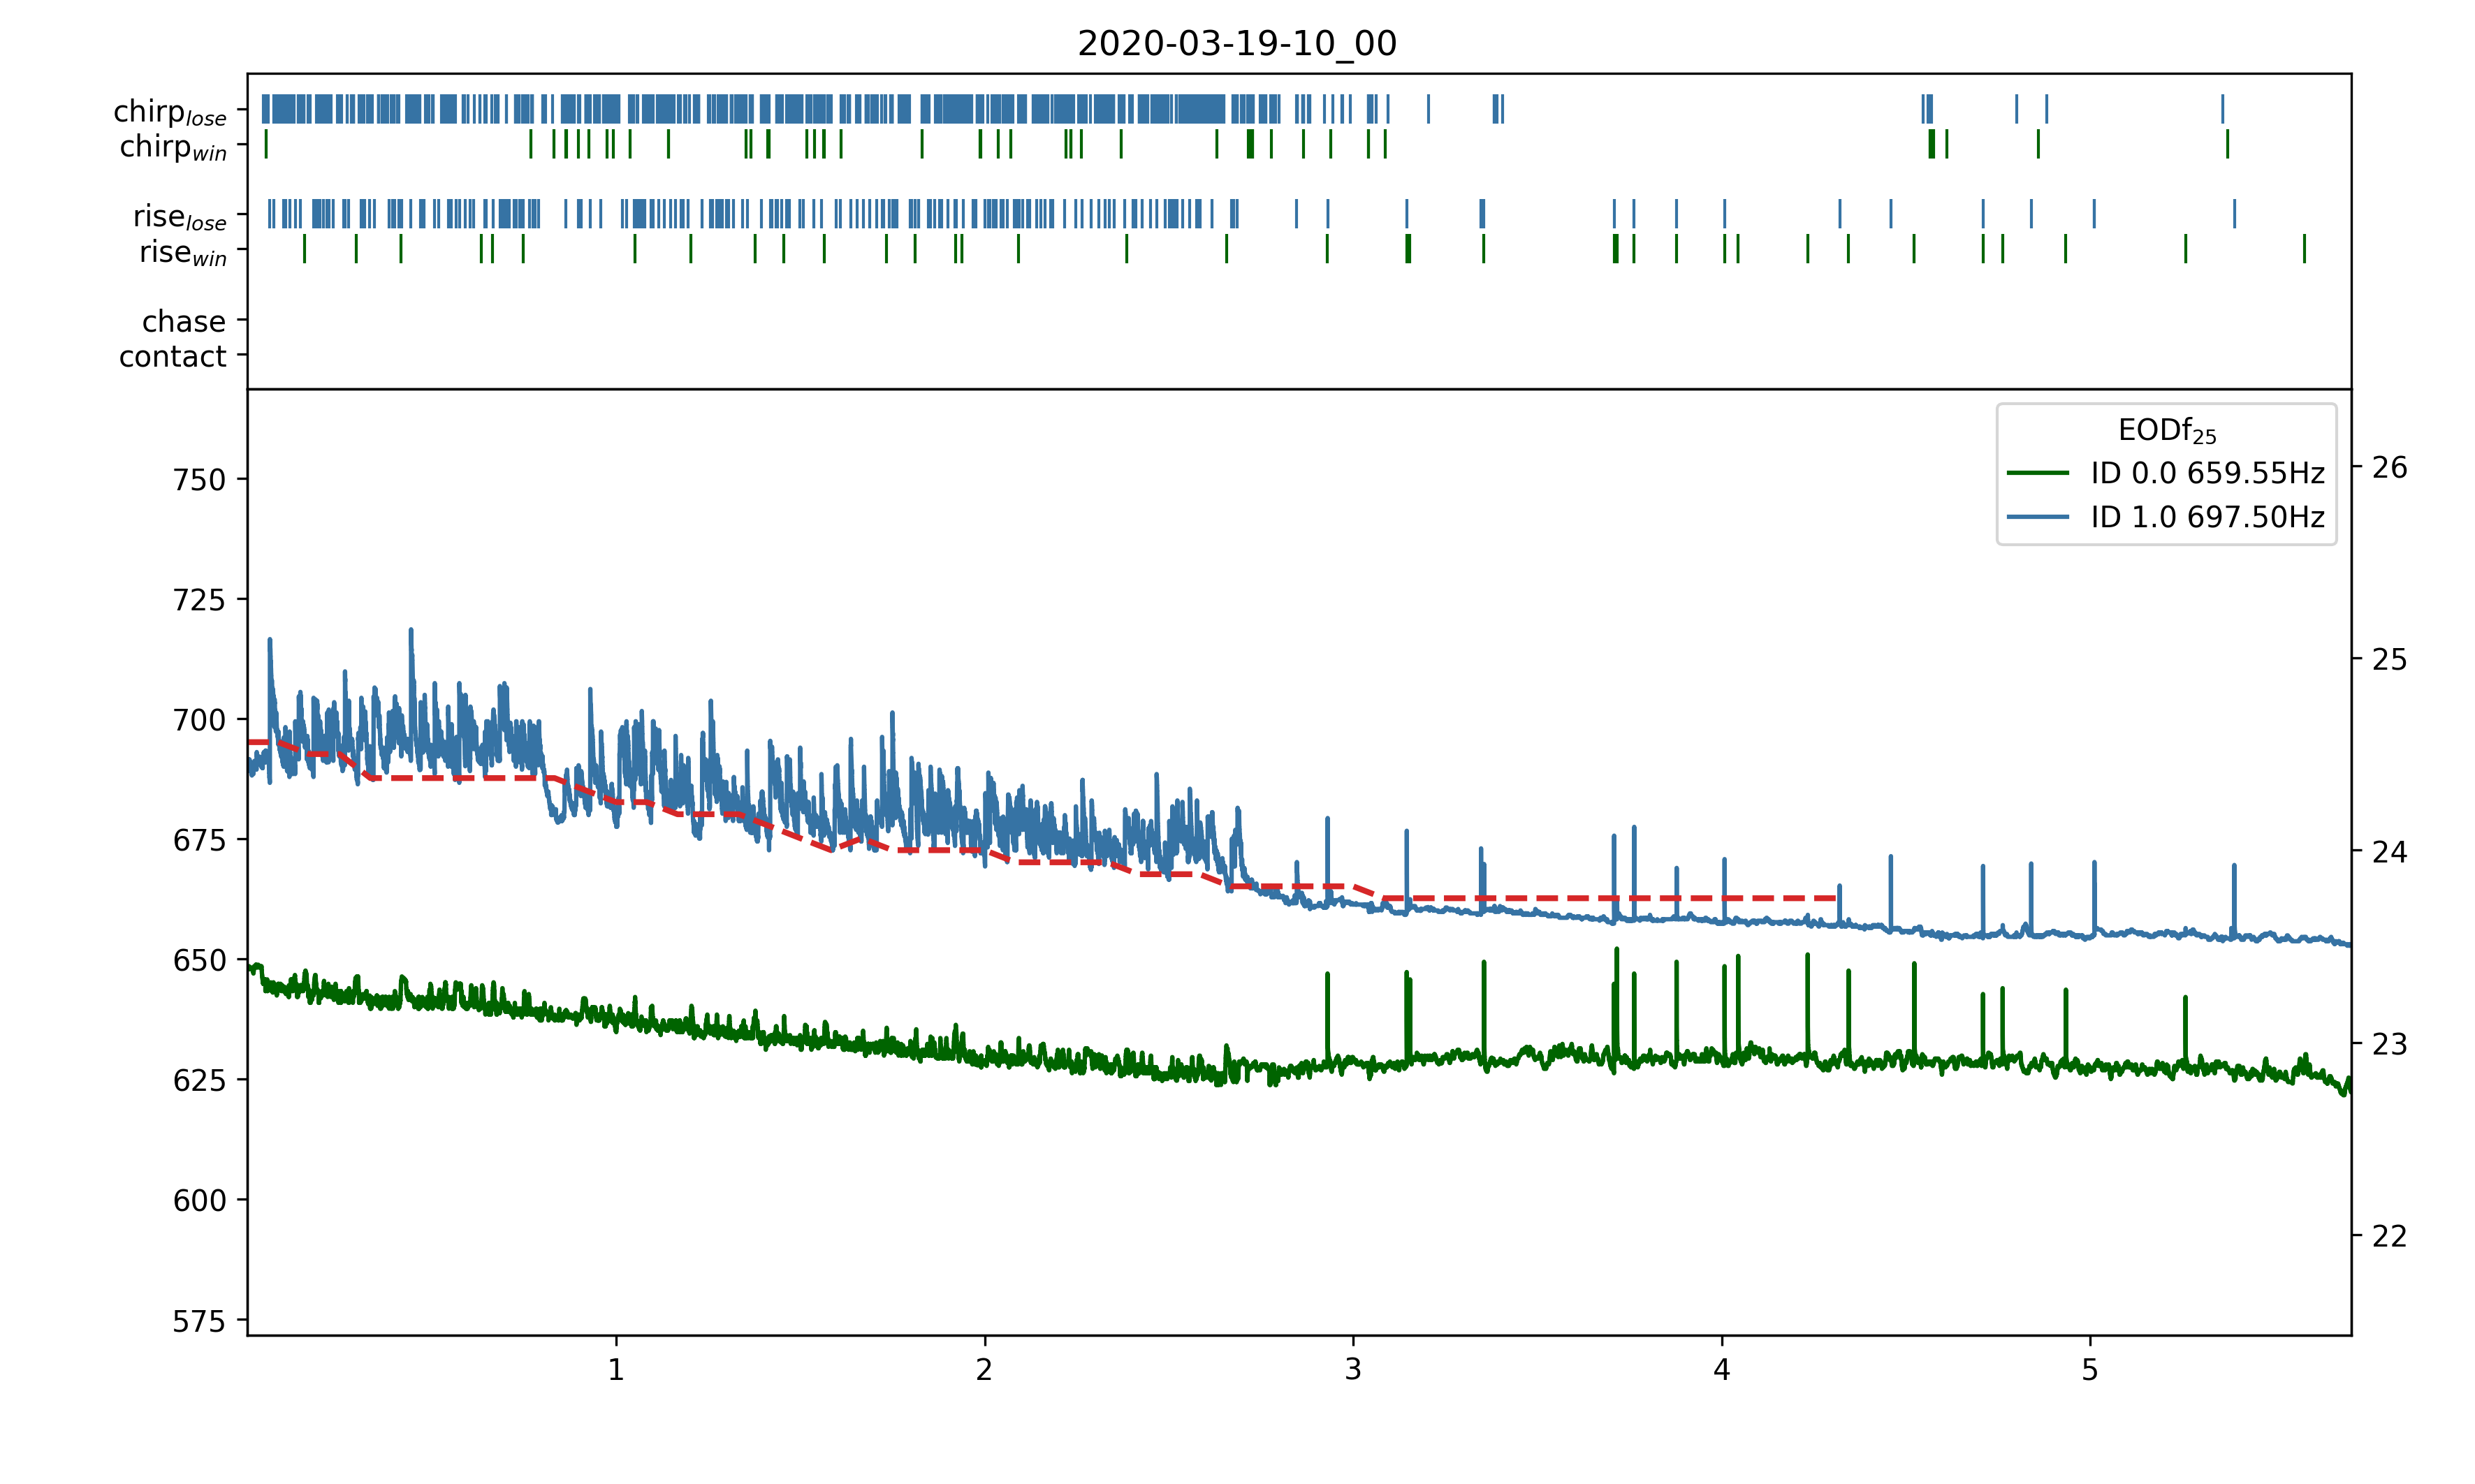 2020-03-19-10_00
chirp_lose
chirp_win
rise_lose
rise_win
chase
contact
EODf_25
ID 0.0 659.55Hz
ID 1.0 697.50Hz
750
725
700
675
650
625
600
575
26
25
24
23
22
1 2 3 4 5